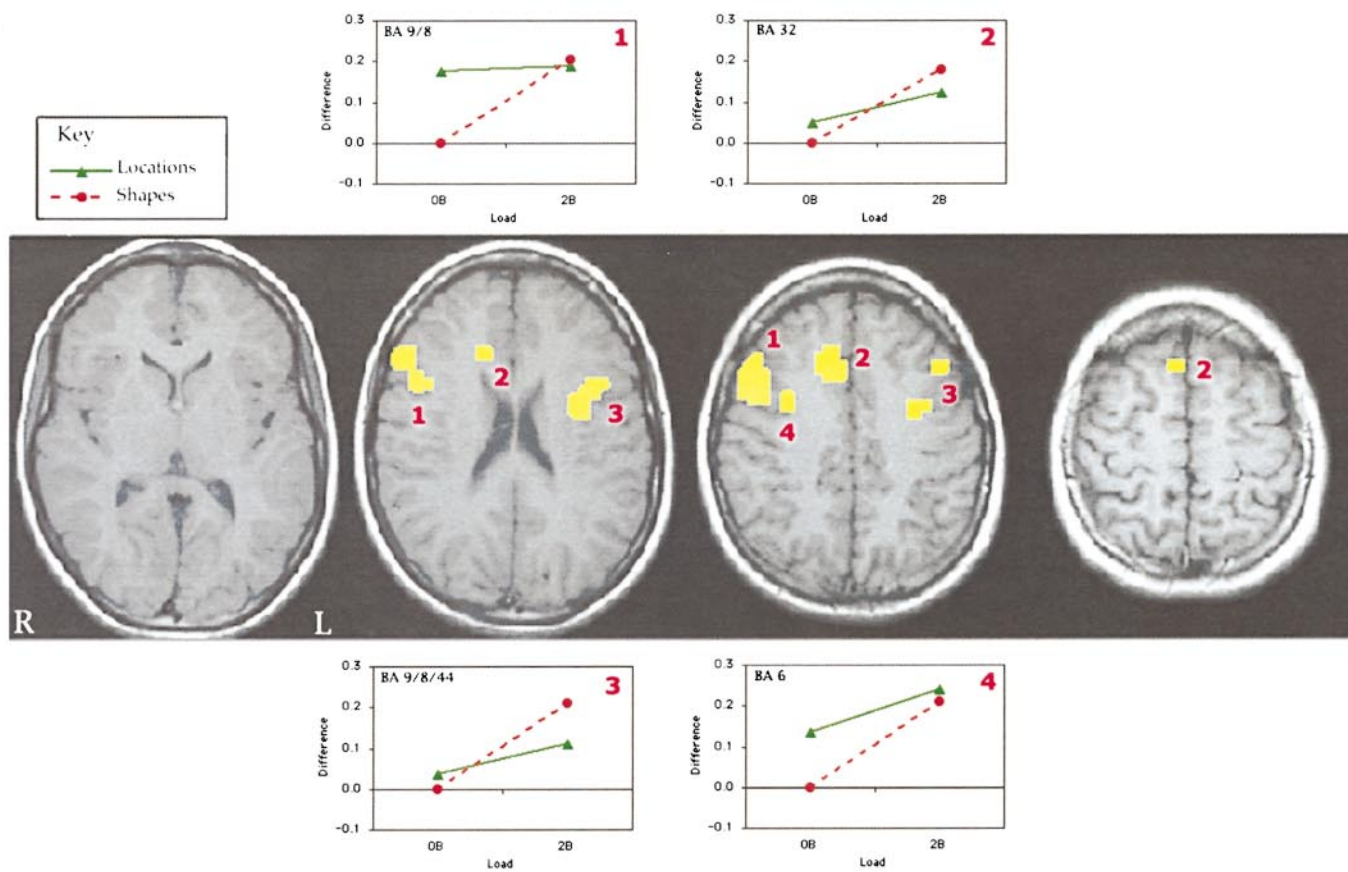 BA 9/8 1
0.3
0.2
0.1
0.0
-0.1
Difference
0B 2B
Load
BA 32 2
0.3
0.2
0.1
0.0
-0.1
Difference
0B 2B
Load
Key
Locations
Shapes
1
2
3
1
2
3
4
2
R L
BA 9/8/44 3
0.3
0.2
0.1
0.0
-0.1
Difference
0B 2B
Load
BA 6 4
0.3
0.2
0.1
0.0
-0.1
Difference
0B 2B
Load